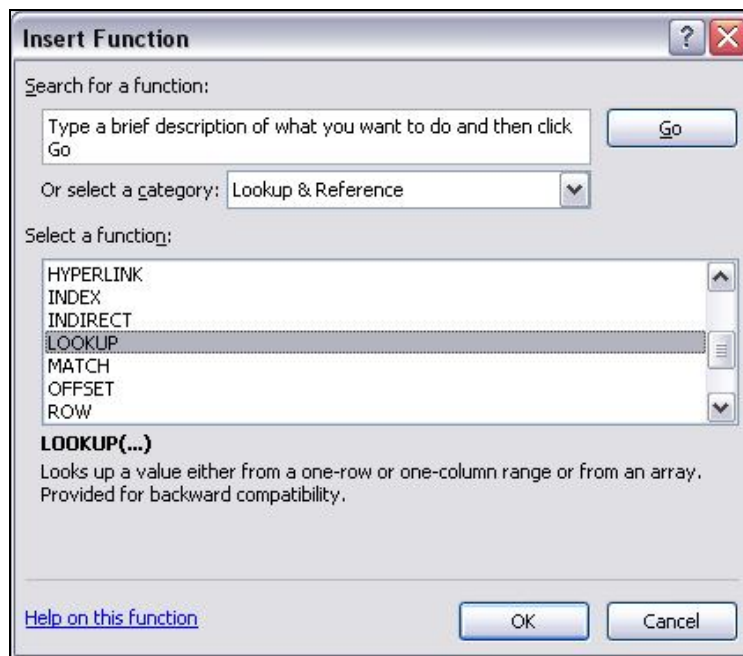 Insert Function
?
Search for a function:
Type a brief description of what you want to do and then click
Go
Go
Or select a category: Lookup & Reference
Select a function:
HYPERLINK
INDEX
INDIRECT
LOOKUP
MATCH
OFFSET
ROW
LOOKUP(...)
Looks up a value either from a one-row or one-column range or from an array.
Provided for backward compatibility.
Help on this function
OK
Cancel